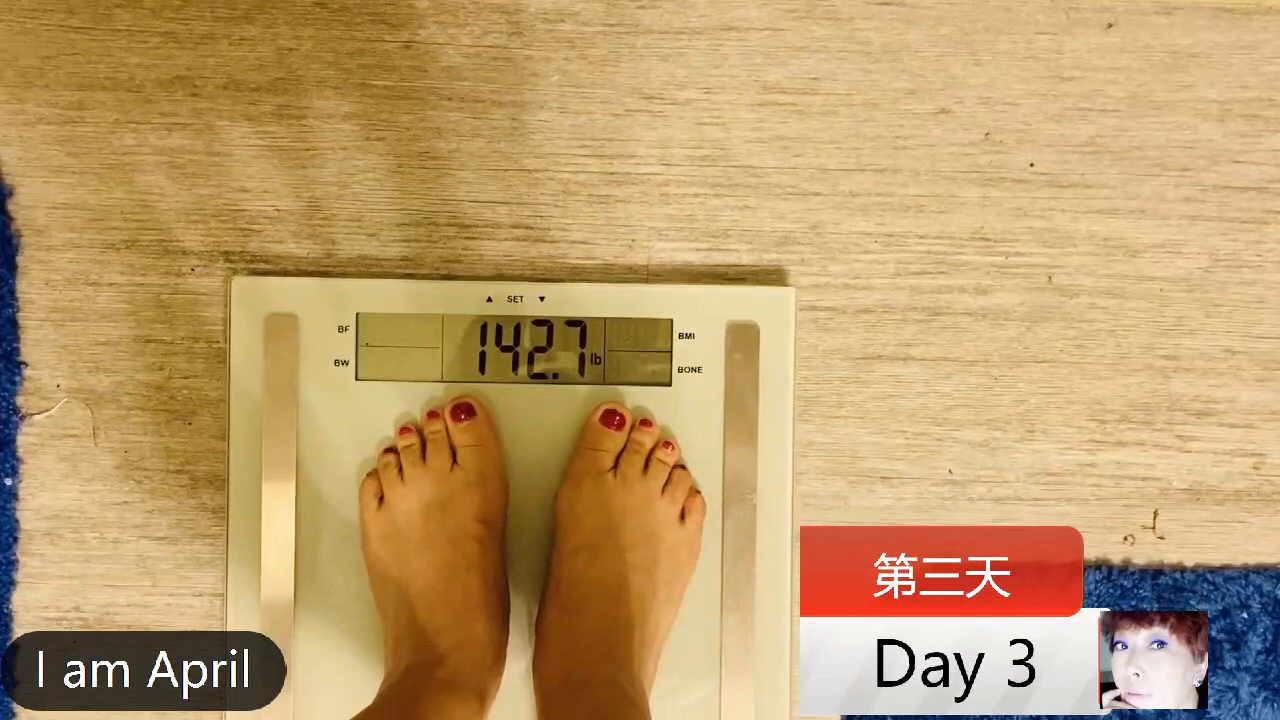 ▲ SET ▼
BF
142.7 lb
BMI
BW
BONE
第三天
Day 3
I am April